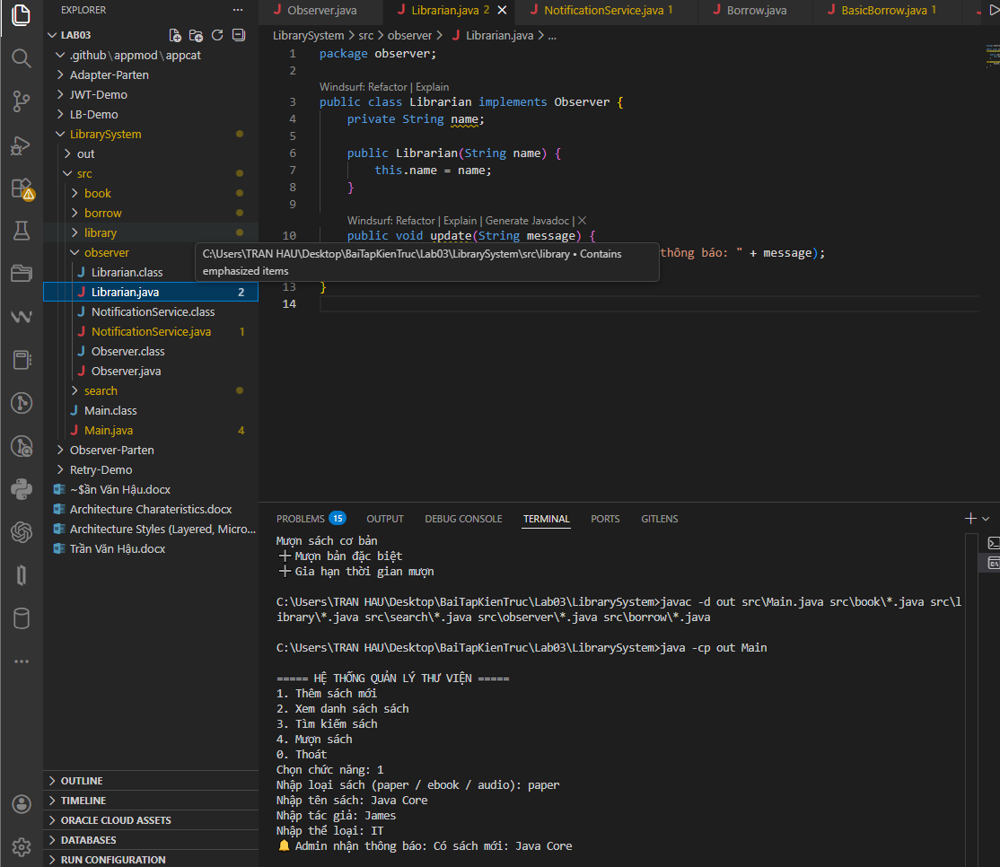 EXPLORER
Observer.java
Librarian.java 2
NotificationService.java 1
Borrow.java
BasicBorrow.java 1
LAB03
.github\appmod\appcat
Adapter-Parten
JWT-Demo
LB-Demo
LibrarySystem
out
src
book
borrow
library
observer
Librarian.class
Librarian.java 2
NotificationService.class
NotificationService.java 1
Observer.class
Observer.java
search
Main.class
Main.java 4
Observer-Parten
Retry-Demo
~$ần Văn Hậu.docx
Architecture Charateristics.docx
Architecture Styles (Layered, Micro...
Trần Văn Hậu.docx
OUTLINE
TIMELINE
ORACLE CLOUD ASSETS
DATABASES
RUN CONFIGURATION
LibrarySystem > src > observer > Librarian.java > ...
1 package observer;
2
Windsurf: Refactor | Explain
3 public class Librarian implements Observer {
4 private String name;
5
6 public Librarian(String name) {
7 this.name = name;
8 }
9
Windsurf: Refactor | Explain | Generate Javadoc | X
10 public void update(String message) {
C:\Users\TRAN HAU\Desktop\BaiTapKienTruc\Lab03\LibrarySystem\src\library • Contains
emphasized items
thông báo: " + message);
13 }
14
PROBLEMS 15 OUTPUT DEBUG CONSOLE TERMINAL PORTS GITLENS
Mượn sách cơ bản
+ Mượn bản đặc biệt
+ Gia hạn thời gian mượn
C:\Users\TRAN HAU\Desktop\BaiTapKienTruc\Lab03\LibrarySystem>javac -d out src\Main.java src\book\*.java src\l
ibrary\*.java src\search\*.java src\observer\*.java src\borrow\*.java
C:\Users\TRAN HAU\Desktop\BaiTapKienTruc\Lab03\LibrarySystem>java -cp out Main
===== HỆ THỐNG QUẢN LÝ THƯ VIỆN =====
1. Thêm sách mới
2. Xem danh sách sách
3. Tìm kiếm sách
4. Mượn sách
0. Thoát
Chọn chức năng: 1
Nhập loại sách (paper / ebook / audio): paper
Nhập tên sách: Java Core
Nhập tác giả: James
Nhập thể loại: IT
🔔 Admin nhận thông báo: Có sách mới: Java Core